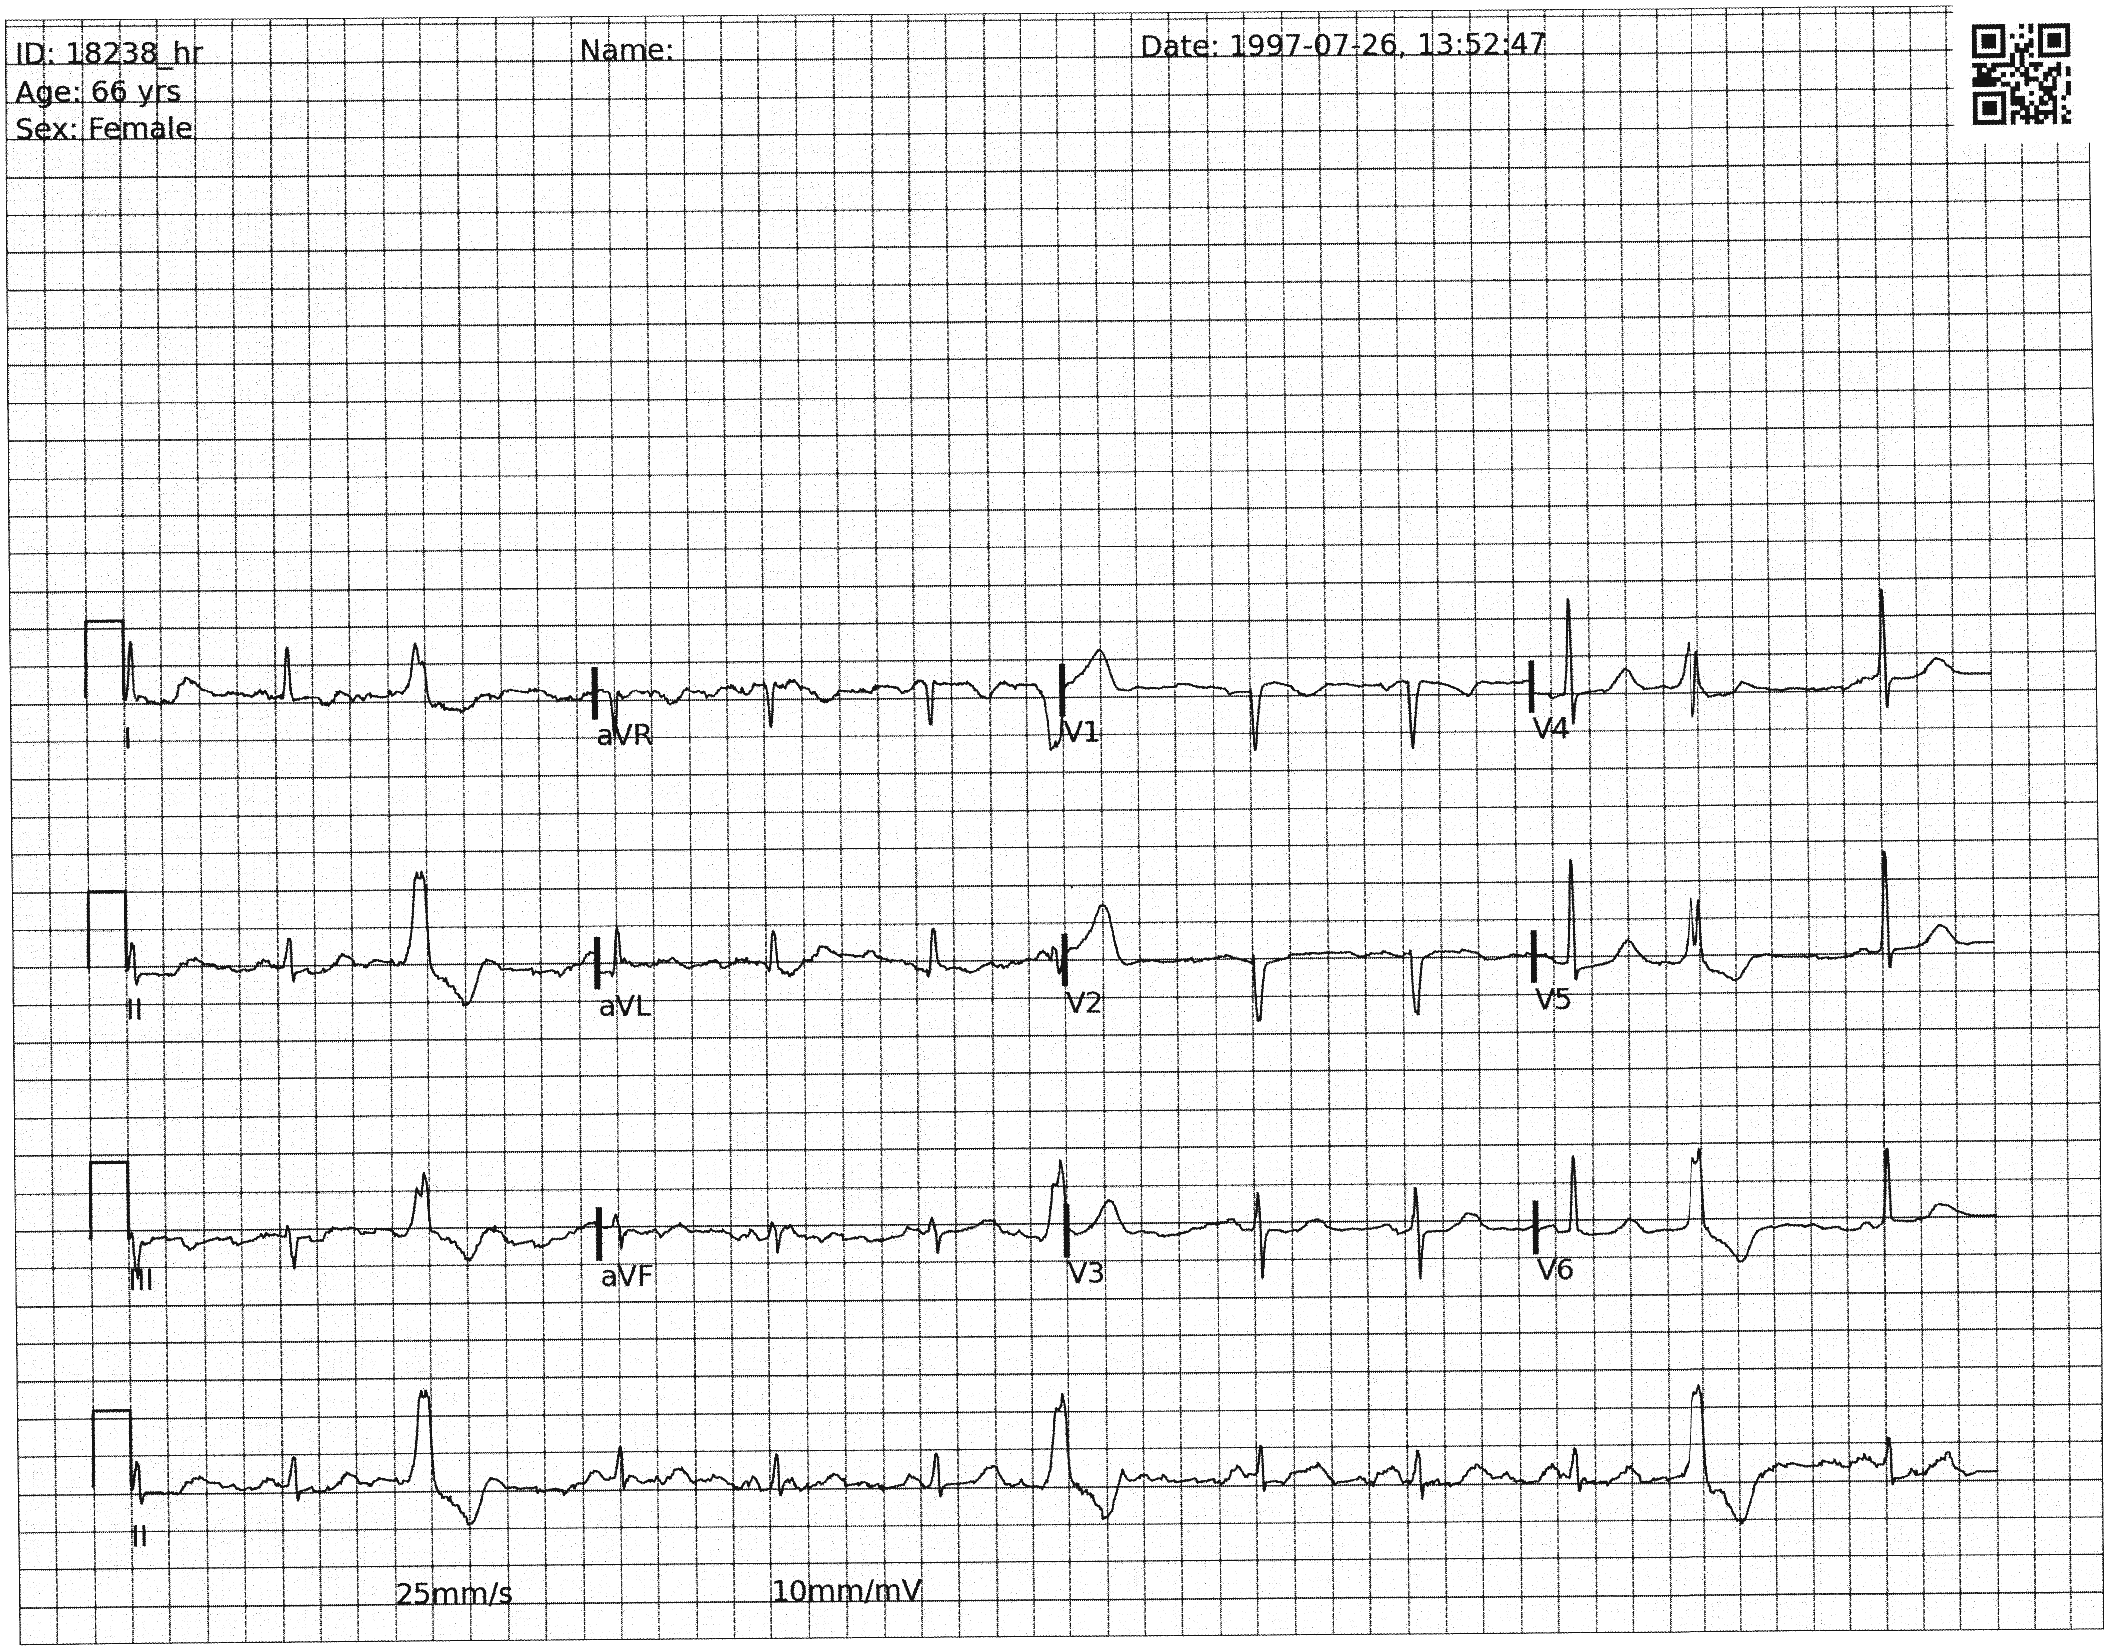 ID: 18238_hr
Name:
Date: 1997-07-26, 13:52:47
Age: 66 yrs
Sex: Female
I
aVR
V1
V4
II
aVL
V2
V5
III
aVF
V3
V6
II
25mm/s
10mm/mV